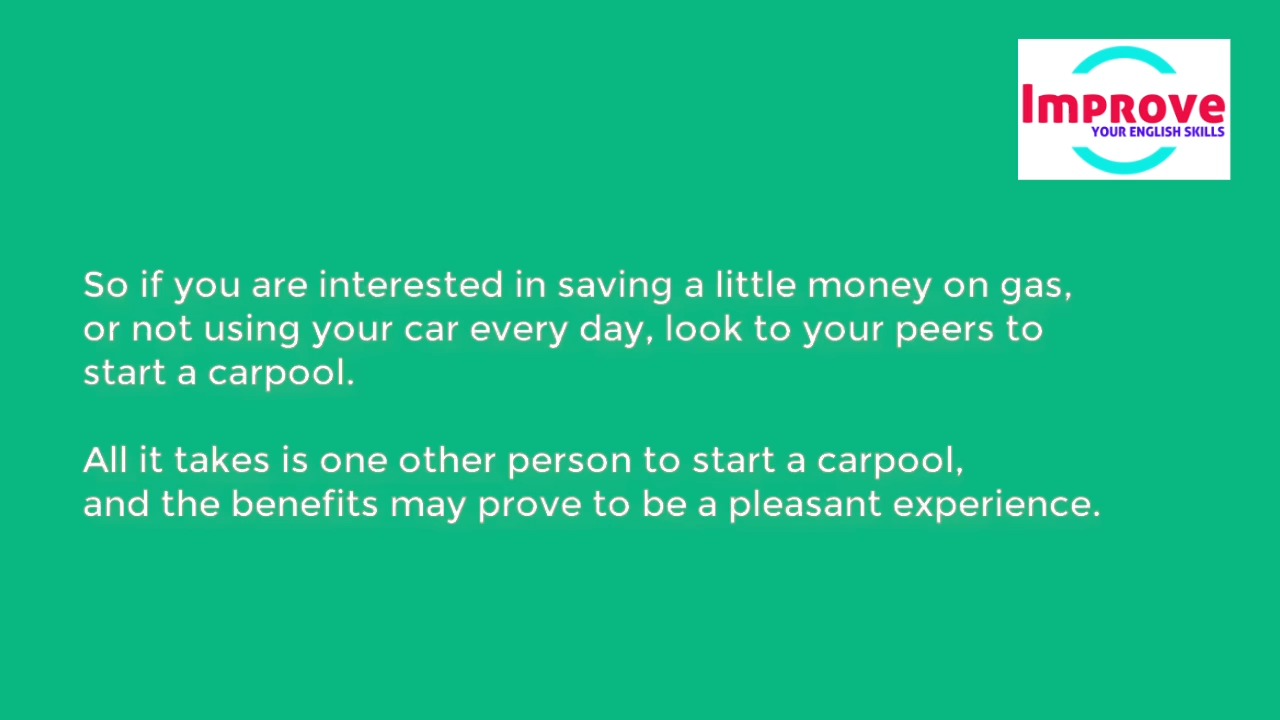 Improve
YOUR ENGLISH SKILLS
So if you are interested in saving a little money on gas,
or not using your car every day, look to your peers to
start a carpool.
All it takes is one other person to start a carpool,
and the benefits may prove to be a pleasant experience.